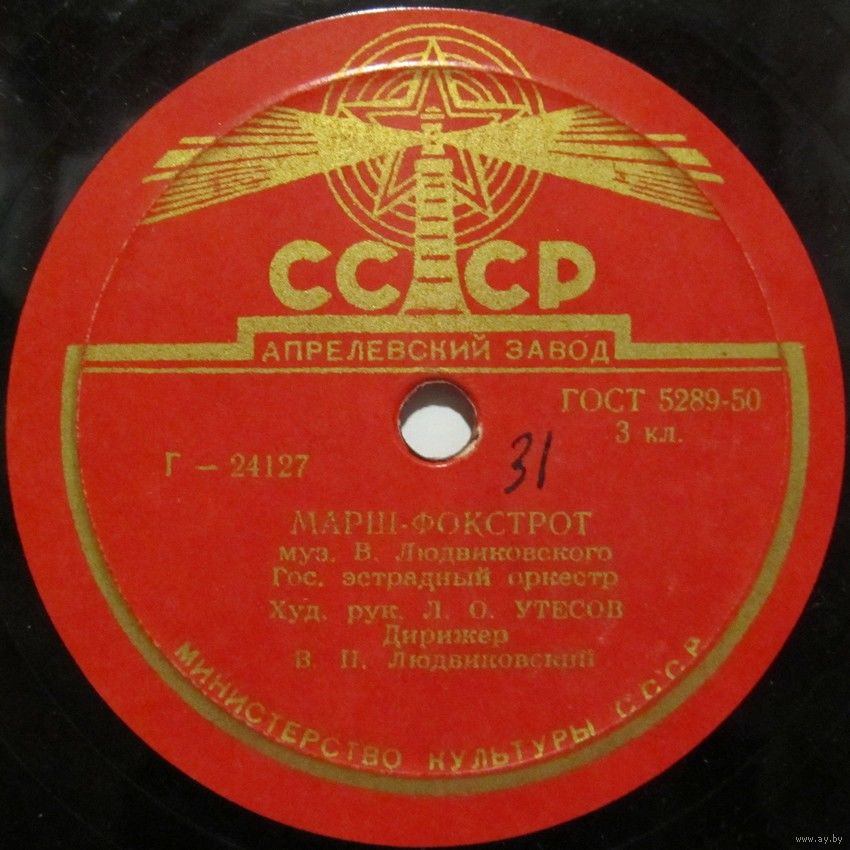 СССР
АПРЕЛЕВСКИЙ ЗАВОД
ГОСТ 5289-50
3 кл.
Г – 24127
31
МАРШ-ФОКСТРОТ
муз. В. Людвиковского
Гос. эстрадный оркестр
Худ. рук. Л. О. УТЕСОВ
Дирижер
В. Н. Людвиковский
МИНИСТЕРСТВО КУЛЬТУРЫ СССР
www.ay.by